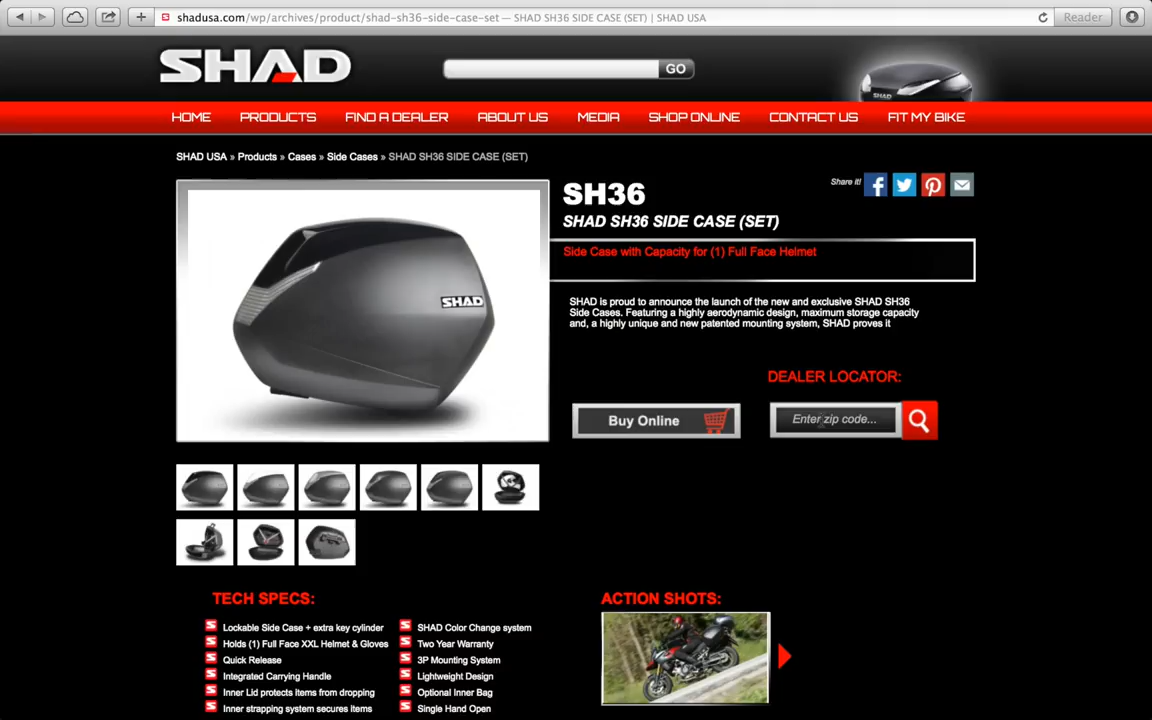 shadusa.com/wp/archives/product/shad-sh36-side-case-set — SHAD SH36 SIDE CASE (SET) | SHAD USA
Reader
SHAD
GO
SHAD
HOME
PRODUCTS
FIND A DEALER
ABOUT US
MEDIA
SHOP ONLINE
CONTACT US
FIT MY BIKE
SHAD USA » Products » Cases » Side Cases » SHAD SH36 SIDE CASE (SET)
SH36
Share it!
SHAD SH36 SIDE CASE (SET)
Side Case with Capacity for (1) Full Face Helmet
SHAD
SHAD is proud to announce the launch of the new and exclusive SHAD SH36
Side Cases. Featuring a highly aerodynamic design, maximum storage capacity
and, a highly unique and new patented mounting system, SHAD proves it
DEALER LOCATOR:
Buy Online
Enter zip code...
TECH SPECS:
Lockable Side Case + extra key cylinder
Holds (1) Full Face XXL Helmet & Gloves
Quick Release
Integrated Carrying Handle
Inner Lid protects items from dropping
Inner strapping system secures items
SHAD Color Change system
Two Year Warranty
3P Mounting System
Lightweight Design
Optional Inner Bag
Single Hand Open
ACTION SHOTS: